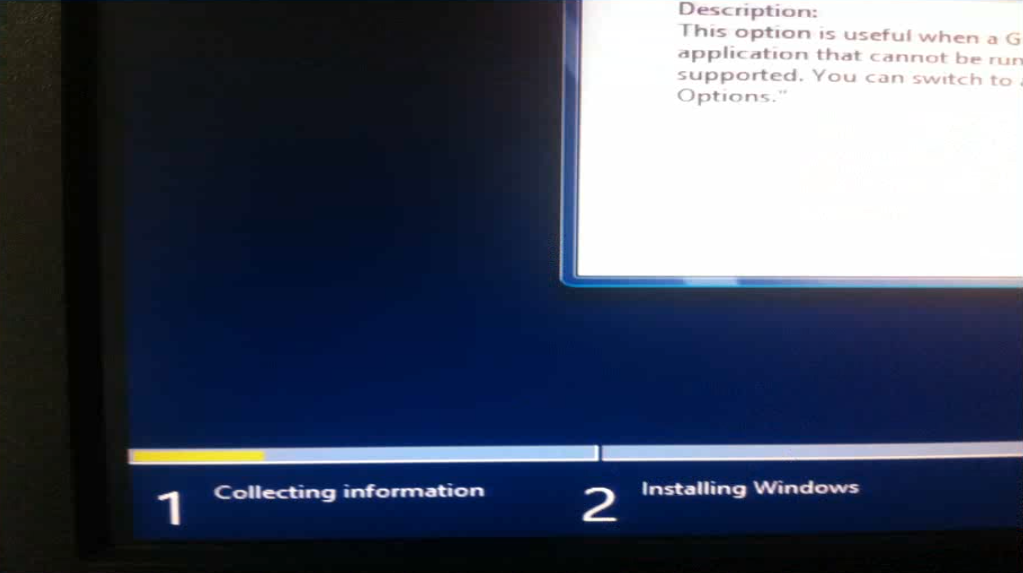 Description:
This option is useful when a G
application that cannot be run
supported. You can switch to
Options."
1 Collecting information
2 Installing Windows